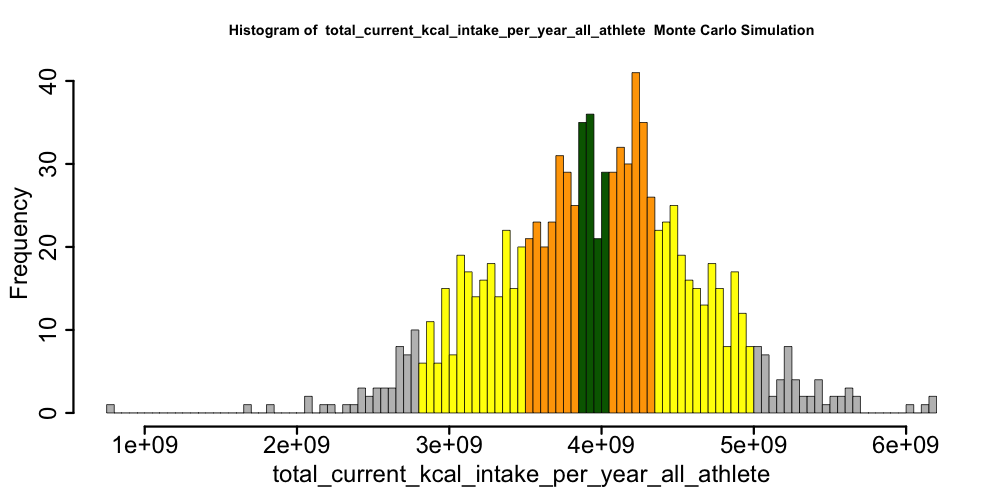 Histogram of  total_current_kcal_intake_per_year_all_athlete  Monte Carlo Simulation
Frequency
40
30
20
10
0
1e+09 2e+09 3e+09 4e+09 5e+09 6e+09
total_current_kcal_intake_per_year_all_athlete